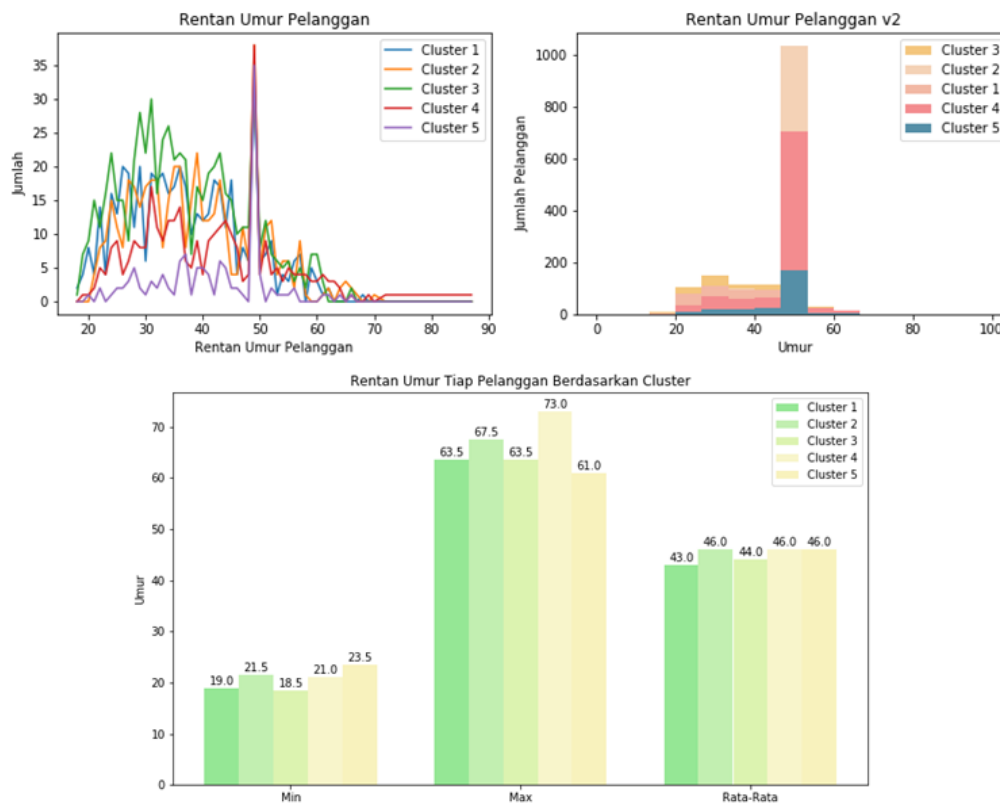 Rentan Umur Pelanggan
Jumlah
35
30
25
20
15
10
5
0
20 30 40 50 60 70 80 90
Rentan Umur Pelanggan
Cluster 1
Cluster 2
Cluster 3
Cluster 4
Cluster 5
Rentan Umur Pelanggan v2
Jumlah Pelanggan
1000
800
600
400
200
0
0 20 40 60 80 100
Umur
Cluster 3
Cluster 2
Cluster 1
Cluster 4
Cluster 5
Rentan Umur Tiap Pelanggan Berdasarkan Cluster
Umur
70
60
50
40
30
20
10
0
19.0 21.5 18.5 21.0 23.5
63.5 67.5 63.5 73.0 61.0
43.0 46.0 44.0 46.0 46.0
Min Max Rata-Rata
Cluster 1
Cluster 2
Cluster 3
Cluster 4
Cluster 5